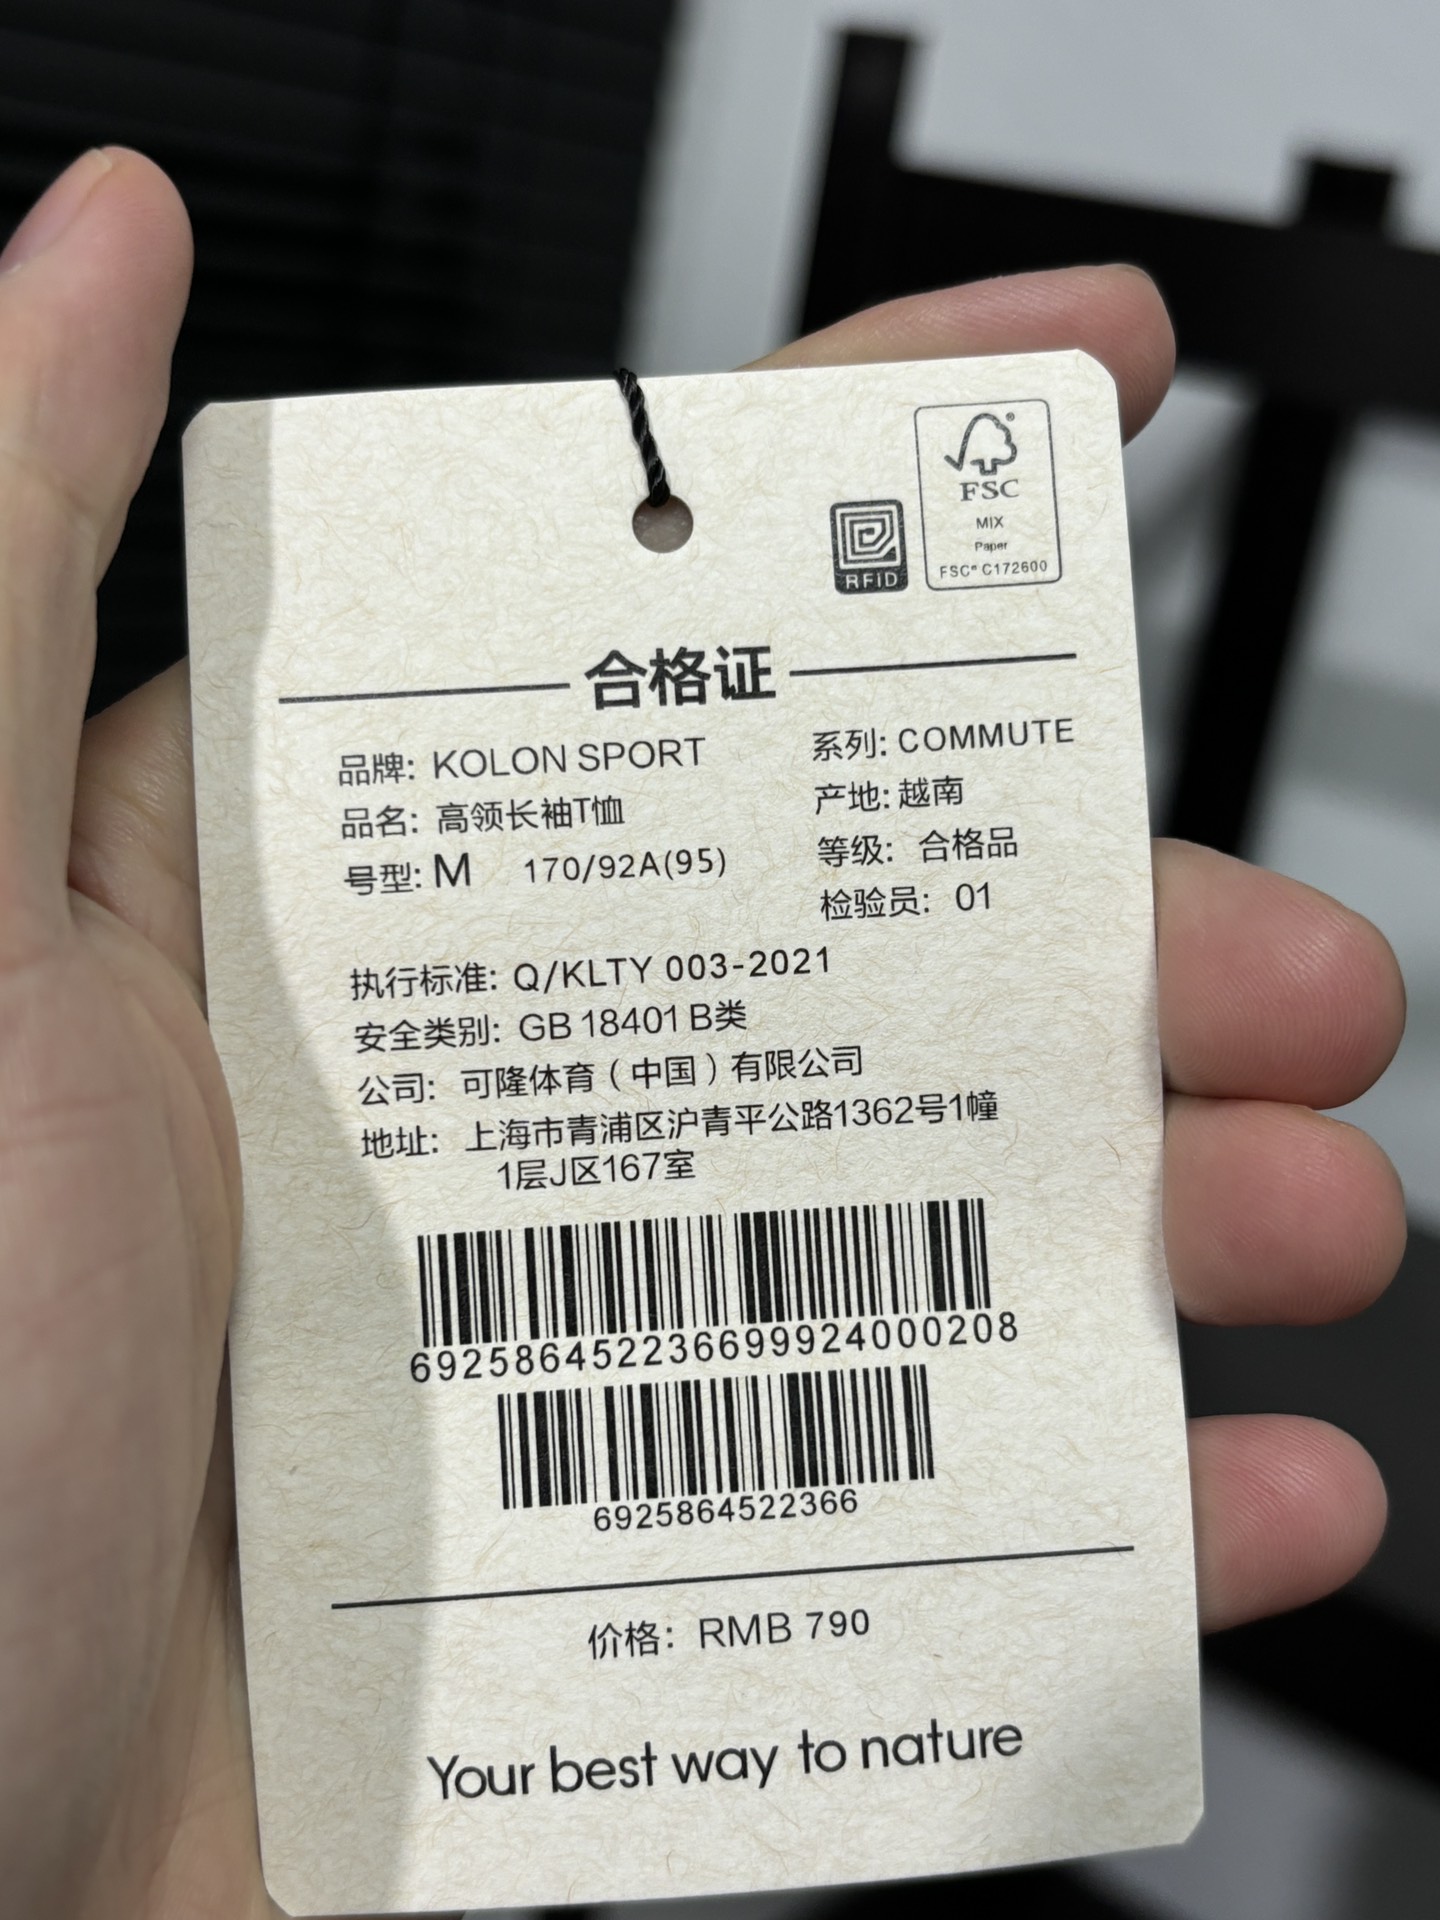 FSC®
MIX
Paper
FSC® C172600
RFID
合格证
品牌: KOLON SPORT
系列: COMMUTE
品名: 高领长袖T恤
产地: 越南
号型: M 170/92A(95)
等级: 合格品
检验员: 01
执行标准: Q/KLTY 003-2021
安全类别: GB 18401 B类
公司: 可隆体育（中国）有限公司
地址: 上海市青浦区沪青平公路1362号1幢
1层J区167室
69258645223669992400​0208
6925864522366
价格: RMB 790
Your best way to nature